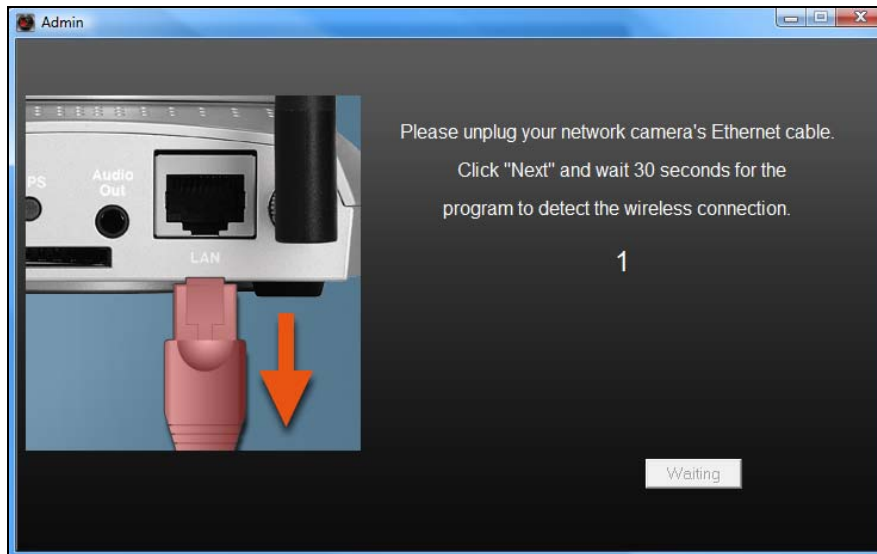 Admin
Please unplug your network camera's Ethernet cable.
Click "Next" and wait 30 seconds for the
program to detect the wireless connection.
1
PS
Audio
Out
LAN
Waiting